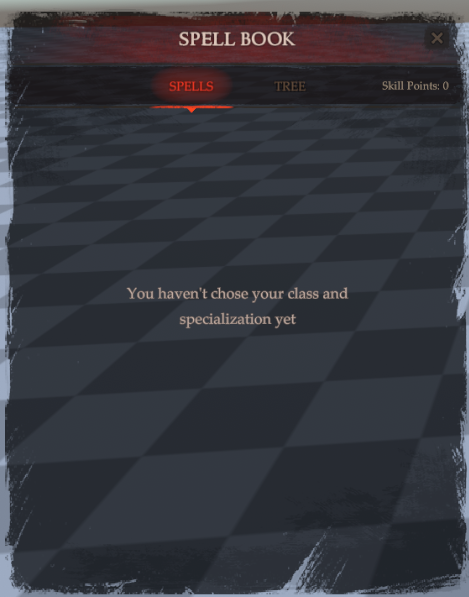 SPELL BOOK
SPELLS TREE Skill Points: 0
You haven't chose your class and
specialization yet